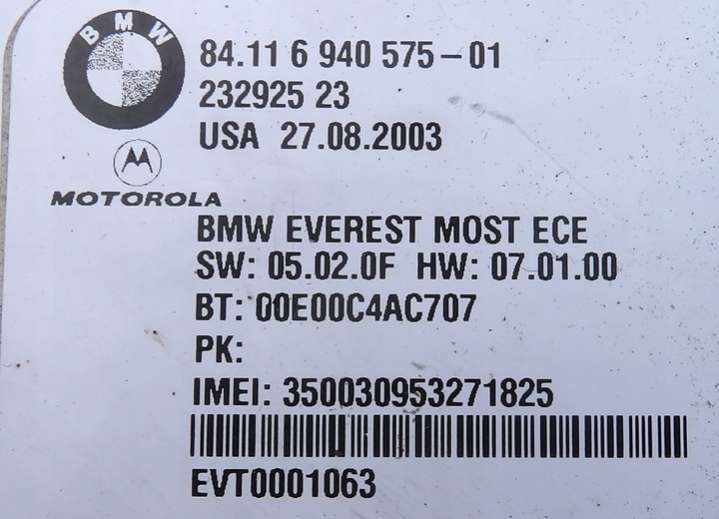 BMW
84.11 6 940 575-01
232925 23
USA 27.08.2003
MOTOROLA
BMW EVEREST MOST ECE
SW: 05.02.0F HW: 07.01.00
BT: 00E00C4AC707
PK:
IMEI: 350030953271825
EVT0001063